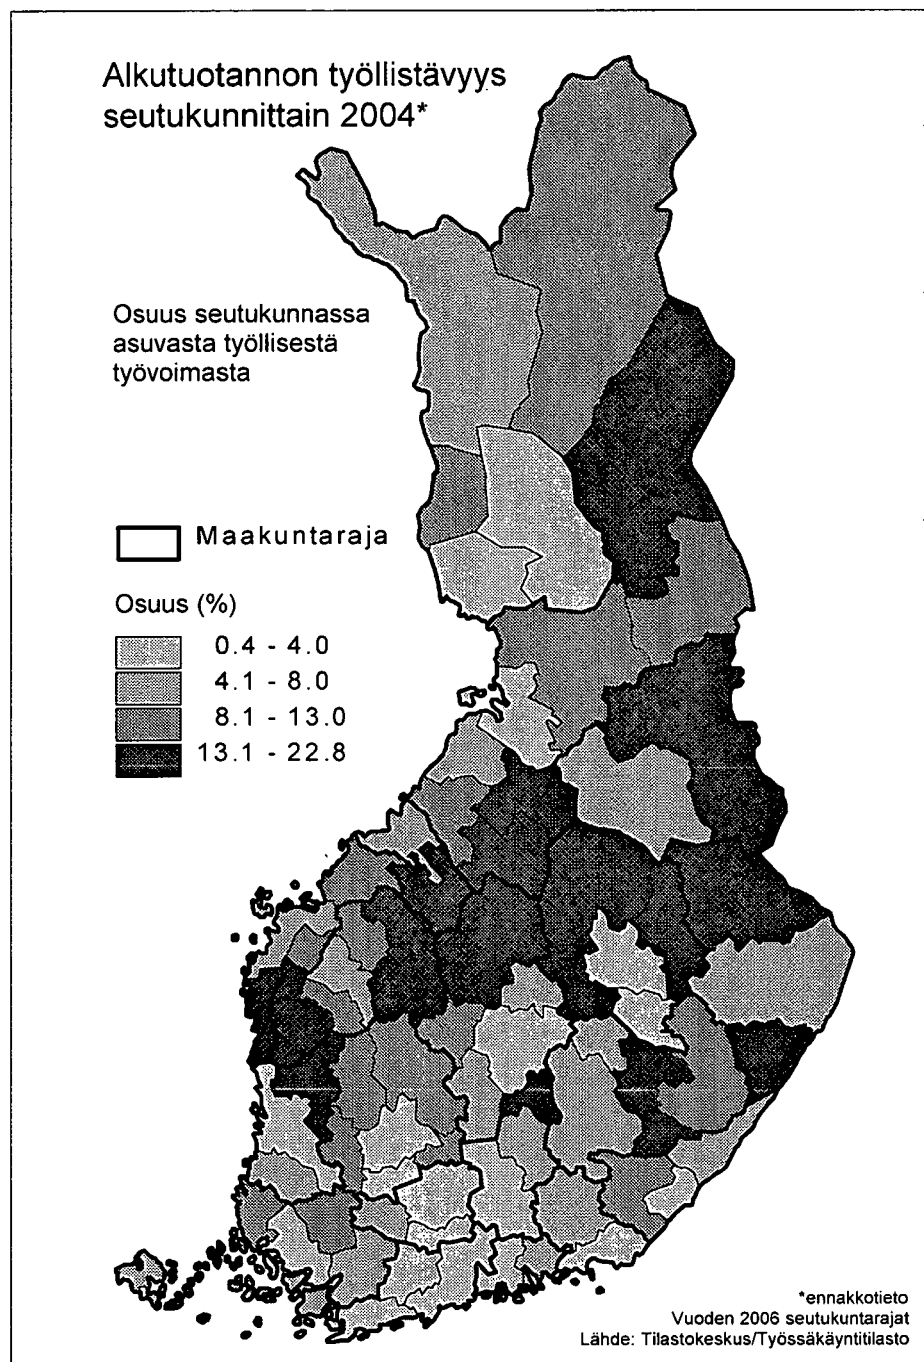 Alkutuotannon työllistävyys
seutukunnittain 2004*
Osuus seutukunnassa
asuvasta työllisestä
työvoimasta
Maakuntaraja
Osuus (%)
0.4 - 4.0
4.1 - 8.0
8.1 - 13.0
13.1 - 22.8
*ennakkotieto
Vuoden 2006 seutukuntarajat
Lähde: Tilastokeskus/Työssäkäyntitilasto